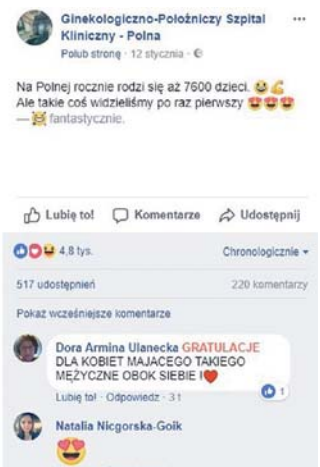 Ginekologiczno-Położniczy Szpital
Kliniczny - Polna
Polub stronę · 12 stycznia ·
Na Polnej rocznie rodzi się aż 7600 dzieci. 😃💪
Ale takie coś widzieliśmy po raz pierwszy 😍😍😍
— 🤗 fantastycznie.
Lubię to!  Komentarze  Udostępnij
4,8 tys.  Chronologicznie
517 udostępnień  220 komentarzy
Pokaż wcześniejsze komentarze
Dora Armina Ulanecka GRATULACJE
DLA KOBIET MAJACEGO TAKIEGO
MĘŻYCZNE OBOK SIEBIE !❤
Lubię to! · Odpowiedz · 3 t  1
Natalia Nicgorska-Goik
😍